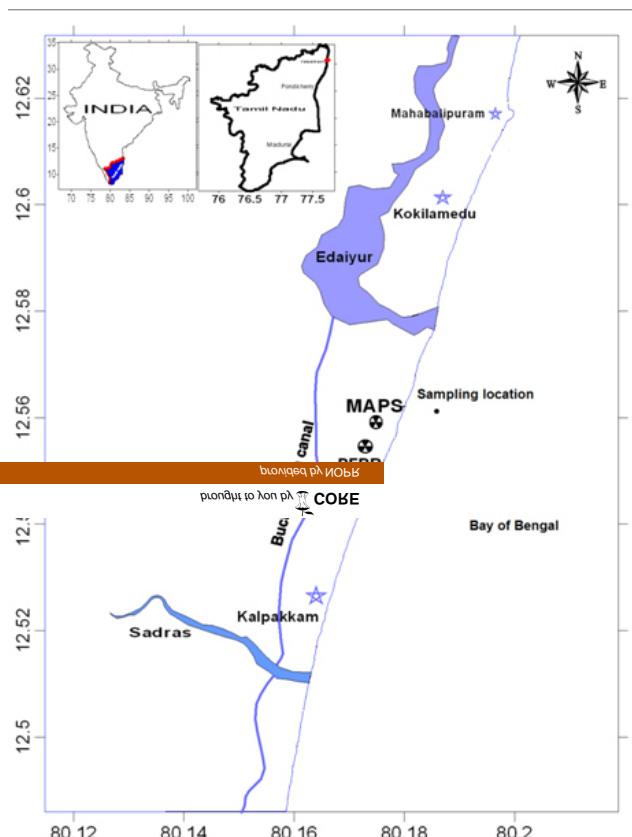 35
30
25
20
15
10
INDIA
70 75 80 85 90 95 100
Tamil Nadu
Pondicherry
Madurai
76 76.5 77 77.5
N
W E
S
12.62
Mahabalipuram
12.6
Kokilamedu
Edaiyur
12.58
Sampling location
MAPS
12.56
canal
provided by NOPR
brought to you by CORE
Bay of Bengal
Kalpakkam
12.52
Sadras
12.5
80.12 80.14 80.16 80.18 80.2